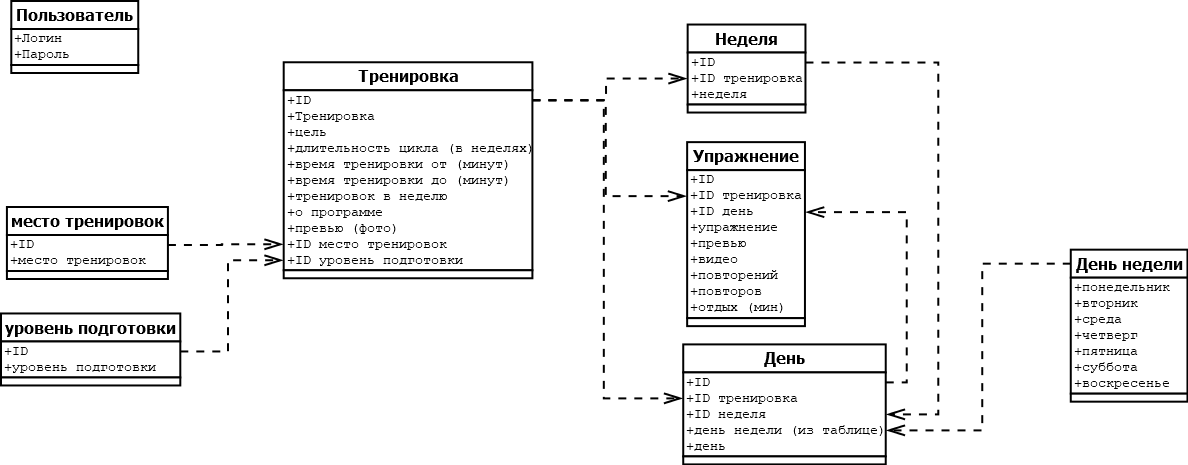 Пользователь
+Логин
+Пароль
Тренировка
+ID
+Тренировка
+цель
+длительность цикла (в неделях)
+время тренировки от (минут)
+время тренировки до (минут)
+тренировок в неделю
+о программе
+превью (фото)
+ID место тренировок
+ID уровень подготовки
место тренировок
+ID
+место тренировок
уровень подготовки
+ID
+уровень подготовки
Неделя
+ID
+ID тренировка
+неделя
Упражнение
+ID
+ID тренировка
+ID день
+упражнение
+превью
+видео
+повторений
+повторов
+отдых (мин)
День
+ID
+ID тренировка
+ID неделя
+день недели (из таблице)
+день
День недели
+понедельник
+вторник
+среда
+четверг
+пятница
+суббота
+воскресенье